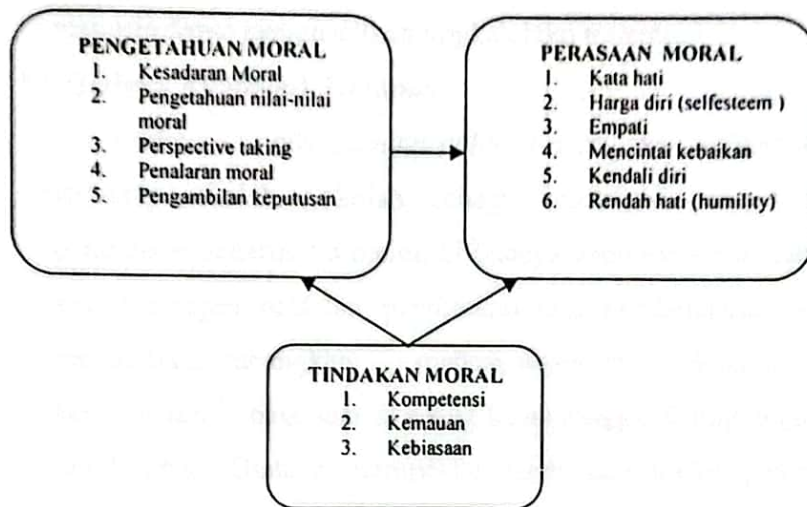 PENGETAHUAN MORAL
1. Kesadaran Moral
2. Pengetahuan nilai-nilai
moral
3. Perspective taking
4. Penalaran moral
5. Pengambilan keputusan
PERASAAN MORAL
1. Kata hati
2. Harga diri (selfesteem )
3. Empati
4. Mencintai kebaikan
5. Kendali diri
6. Rendah hati (humility)
TINDAKAN MORAL
1. Kompetensi
2. Kemauan
3. Kebiasaan